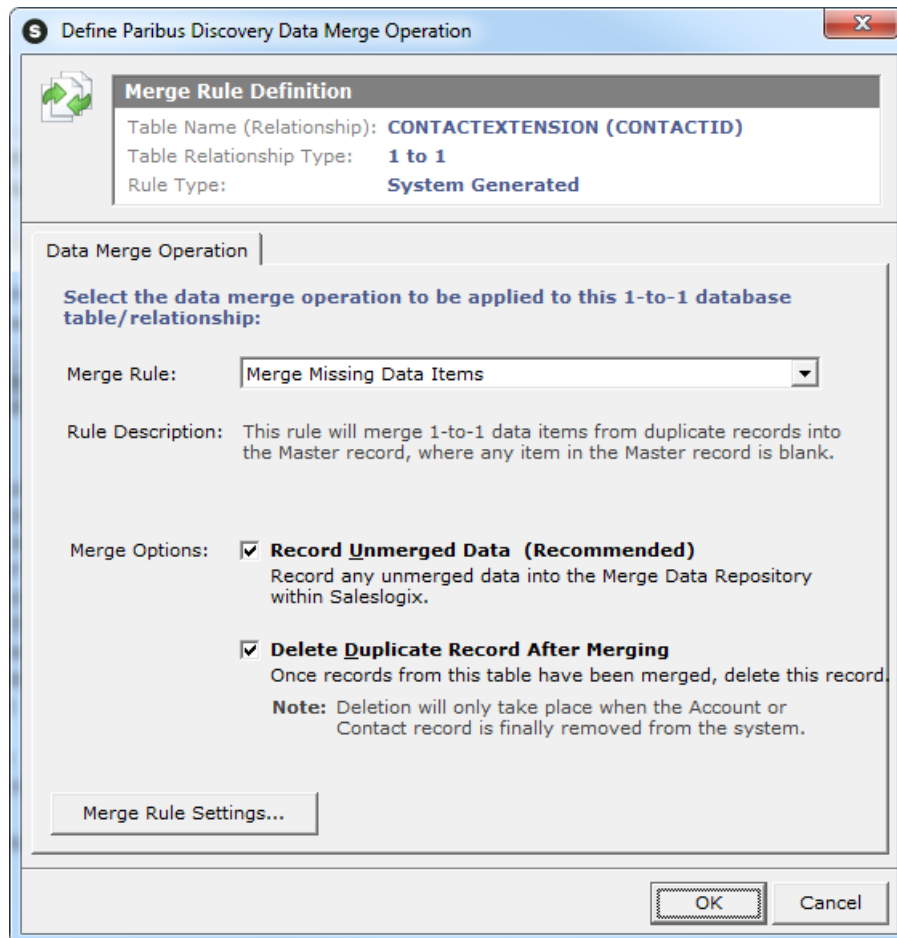 S Define Paribus Discovery Data Merge Operation
Merge Rule Definition
Table Name (Relationship): CONTACTEXTENSION (CONTACTID)
Table Relationship Type: 1 to 1
Rule Type: System Generated
Data Merge Operation
Select the data merge operation to be applied to this 1-to-1 database
table/relationship:
Merge Rule: Merge Missing Data Items
Rule Description: This rule will merge 1-to-1 data items from duplicate records into
the Master record, where any item in the Master record is blank.
Merge Options: Record Unmerged Data (Recommended)
Record any unmerged data into the Merge Data Repository
within Saleslogix.
Delete Duplicate Record After Merging
Once records from this table have been merged, delete this record.
Note: Deletion will only take place when the Account or
Contact record is finally removed from the system.
Merge Rule Settings...
OK Cancel